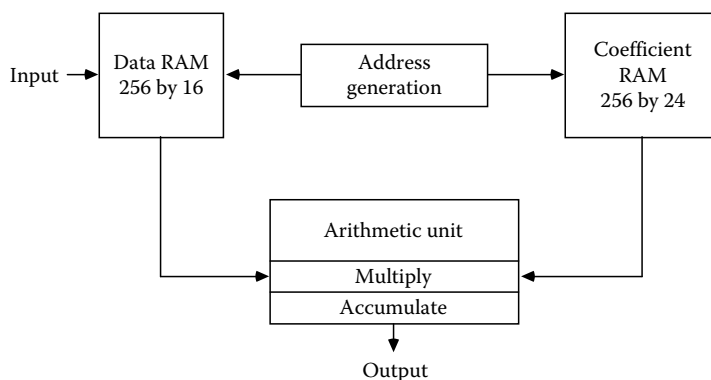 Input
Data RAM
256 by 16
Address
generation
Coefficient
RAM
256 by 24
Arithmetic unit
Multiply
Accumulate
Output